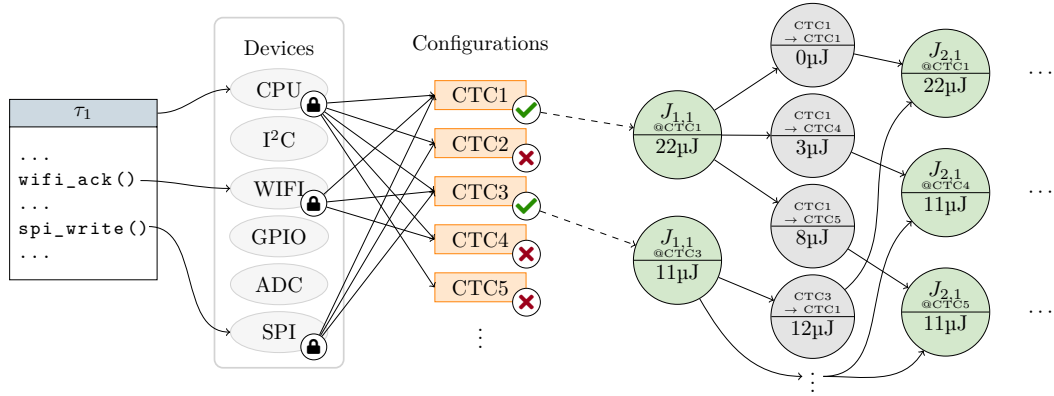 τ1
...
wifi_ack()
...
spi_write()
...
Devices
CPU
I²C
WIFI
GPIO
ADC
SPI
Configurations
CTC1
CTC2
CTC3
CTC4
CTC5
⋮
J1,1
@CTC1
22µJ
J1,1
@CTC3
11µJ
CTC1
→ CTC1
0µJ
CTC1
→ CTC4
3µJ
CTC1
→ CTC5
8µJ
CTC3
→ CTC1
12µJ
⋮
J2,1
@CTC1
22µJ
J2,1
@CTC4
11µJ
J2,1
@CTC5
11µJ
...
...
...